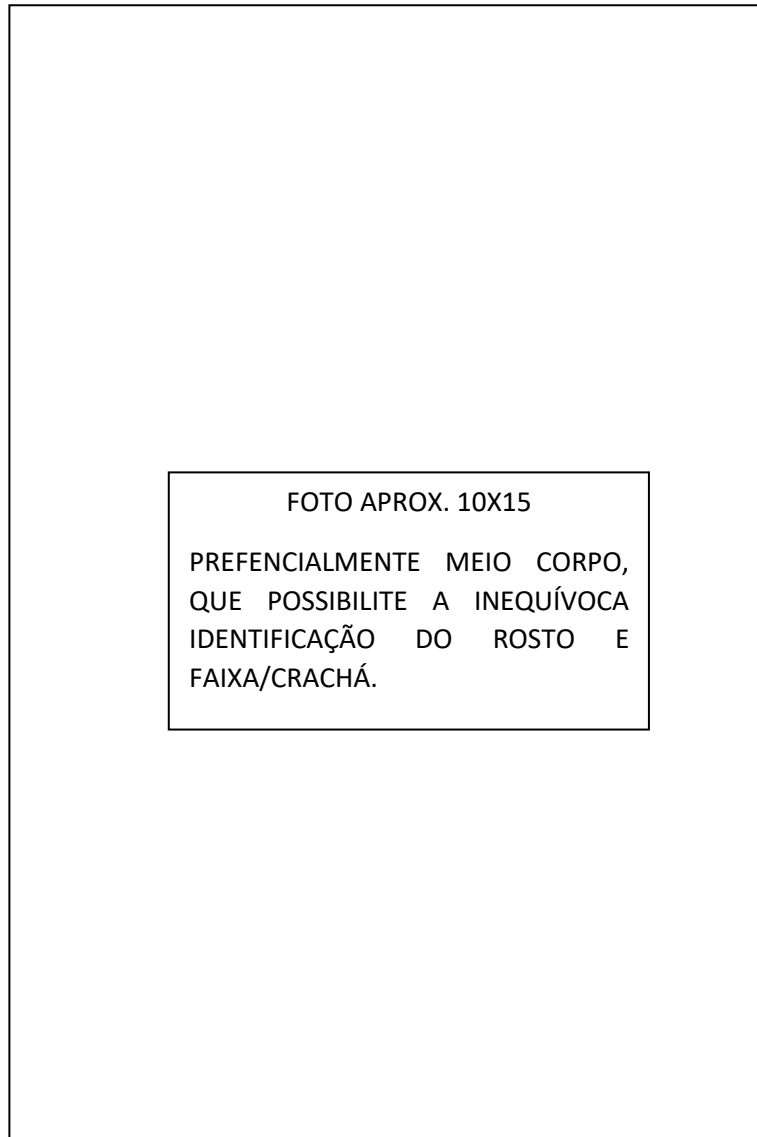 FOTO APROX. 10X15
PREFENCIALMENTE MEIO CORPO,
QUE POSSIBILITE A INEQUÍVOCA
IDENTIFICAÇÃO DO ROSTO E
FAIXA/CRACHÁ.